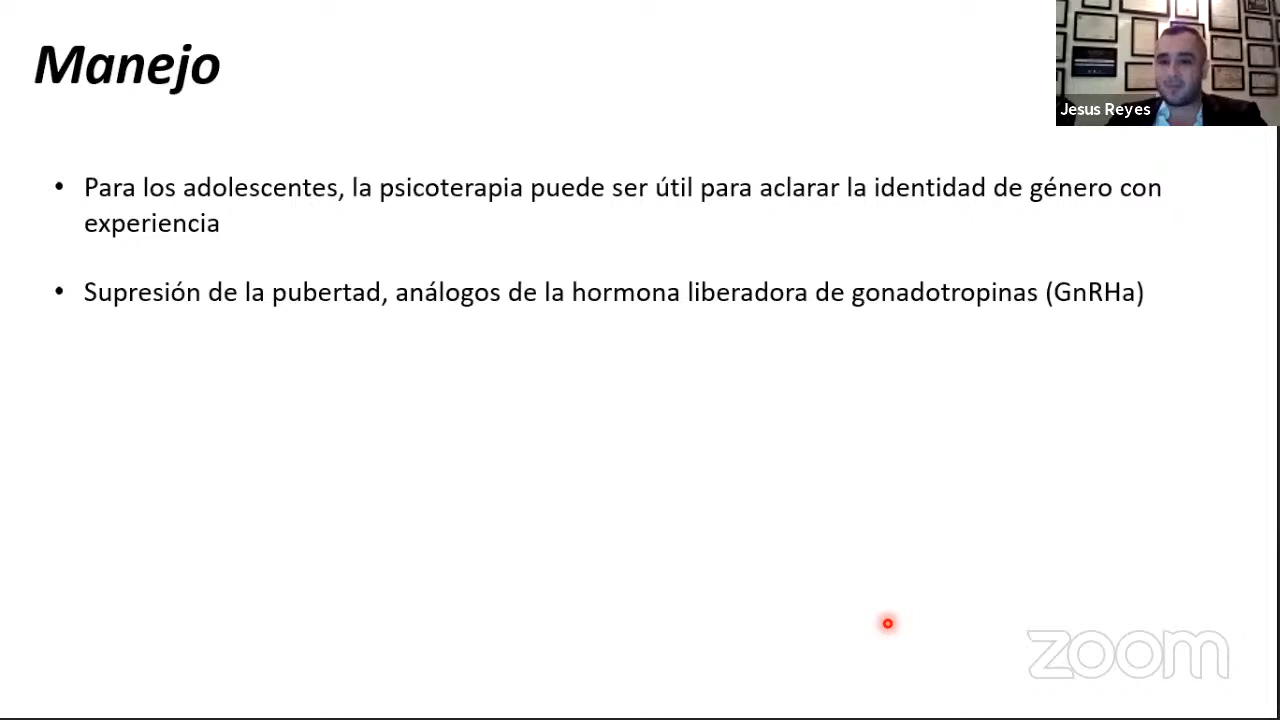 Manejo
Jesus Reyes
• Para los adolescentes, la psicoterapia puede ser útil para aclarar la identidad de género con
experiencia
• Supresión de la pubertad, análogos de la hormona liberadora de gonadotropinas (GnRHa)
zoom